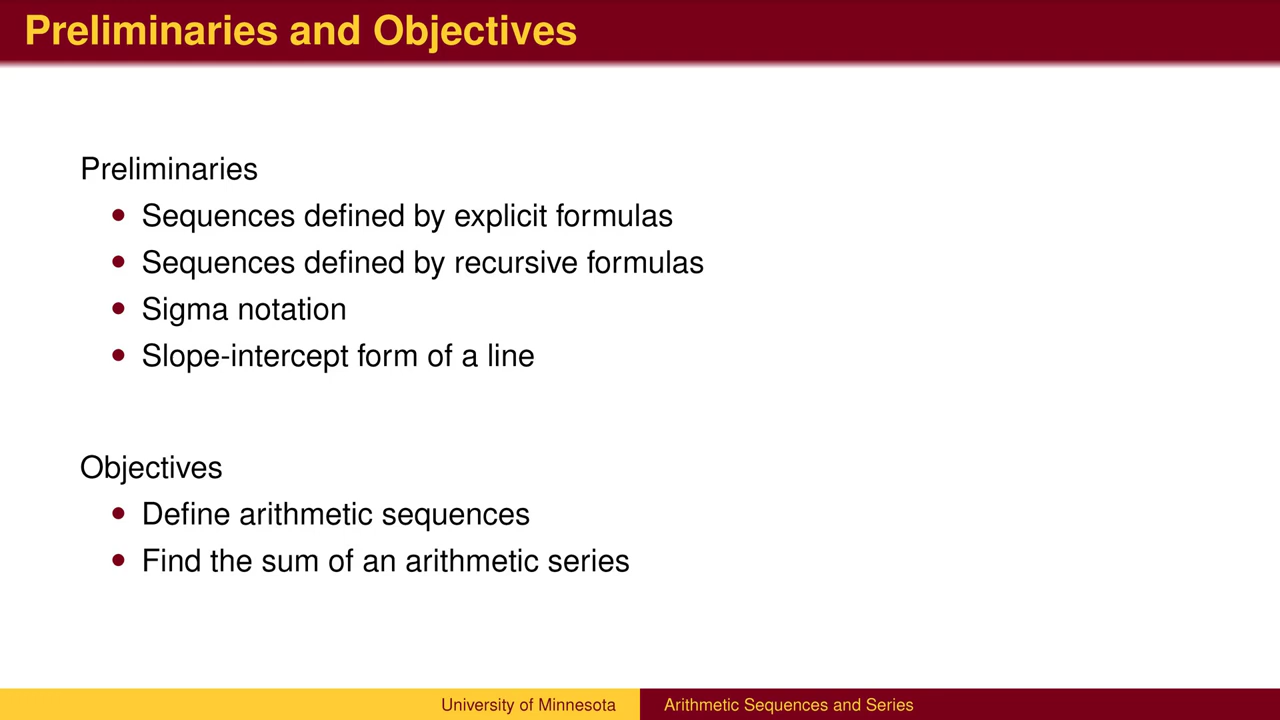 Preliminaries and Objectives
Preliminaries
• Sequences defined by explicit formulas
• Sequences defined by recursive formulas
• Sigma notation
• Slope-intercept form of a line
Objectives
• Define arithmetic sequences
• Find the sum of an arithmetic series
University of Minnesota
Arithmetic Sequences and Series